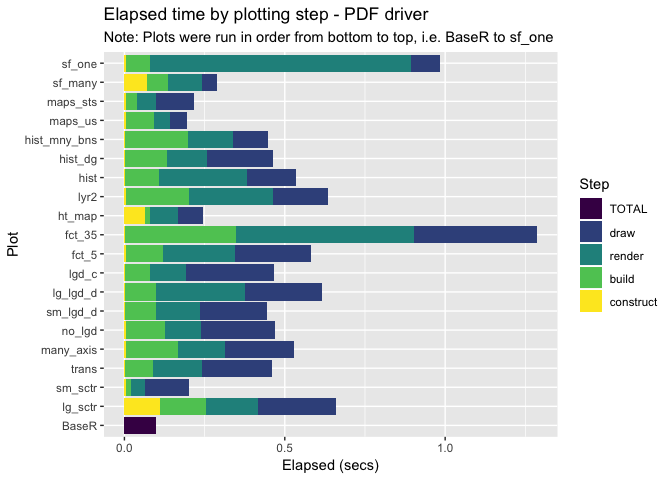 Elapsed time by plotting step - PDF driver
Note: Plots were run in order from bottom to top, i.e. BaseR to sf_one
Plot
sf_one
sf_many
maps_sts
maps_us
hist_mny_bns
hist_dg
hist
lyr2
ht_map
fct_35
fct_5
lgd_c
lg_lgd_d
sm_lgd_d
no_lgd
many_axis
trans
sm_sctr
lg_sctr
BaseR
0.0 0.5 1.0
Elapsed (secs)
Step
TOTAL
draw
render
build
construct